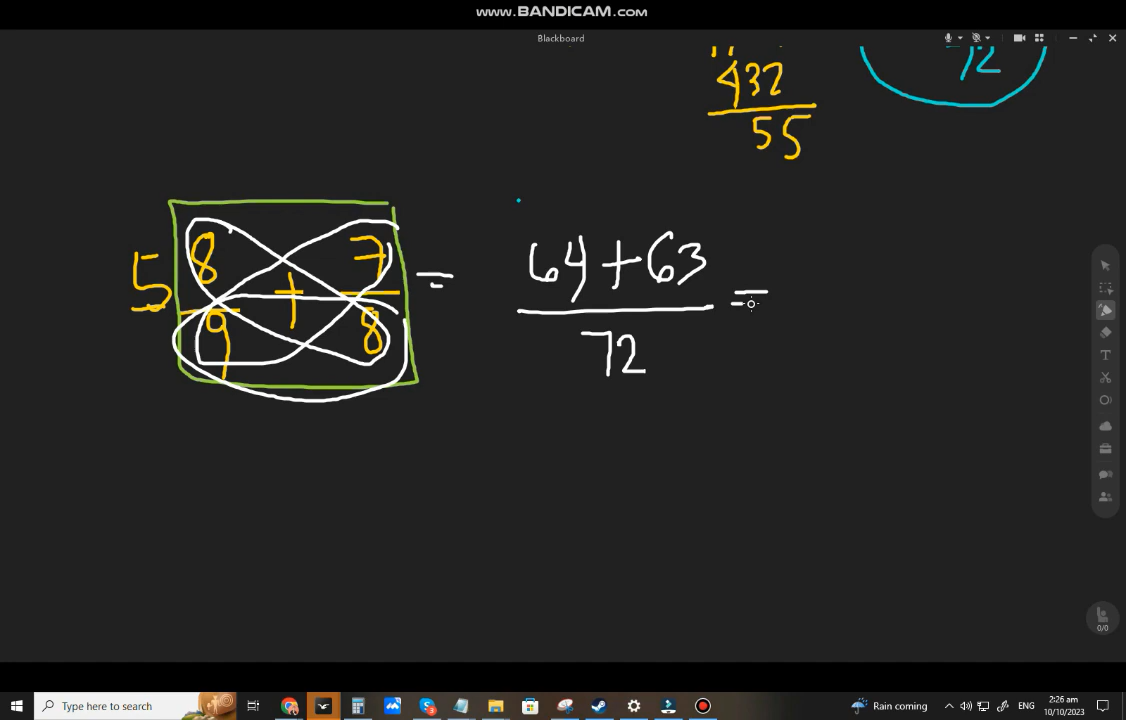 www.BANDICAM.com
Blackboard
432
72
55
5 8/9 + 7/8 = 64+63/72 =
0/0
Type here to search
Rain coming
ENG
2:26 am
10/10/2023